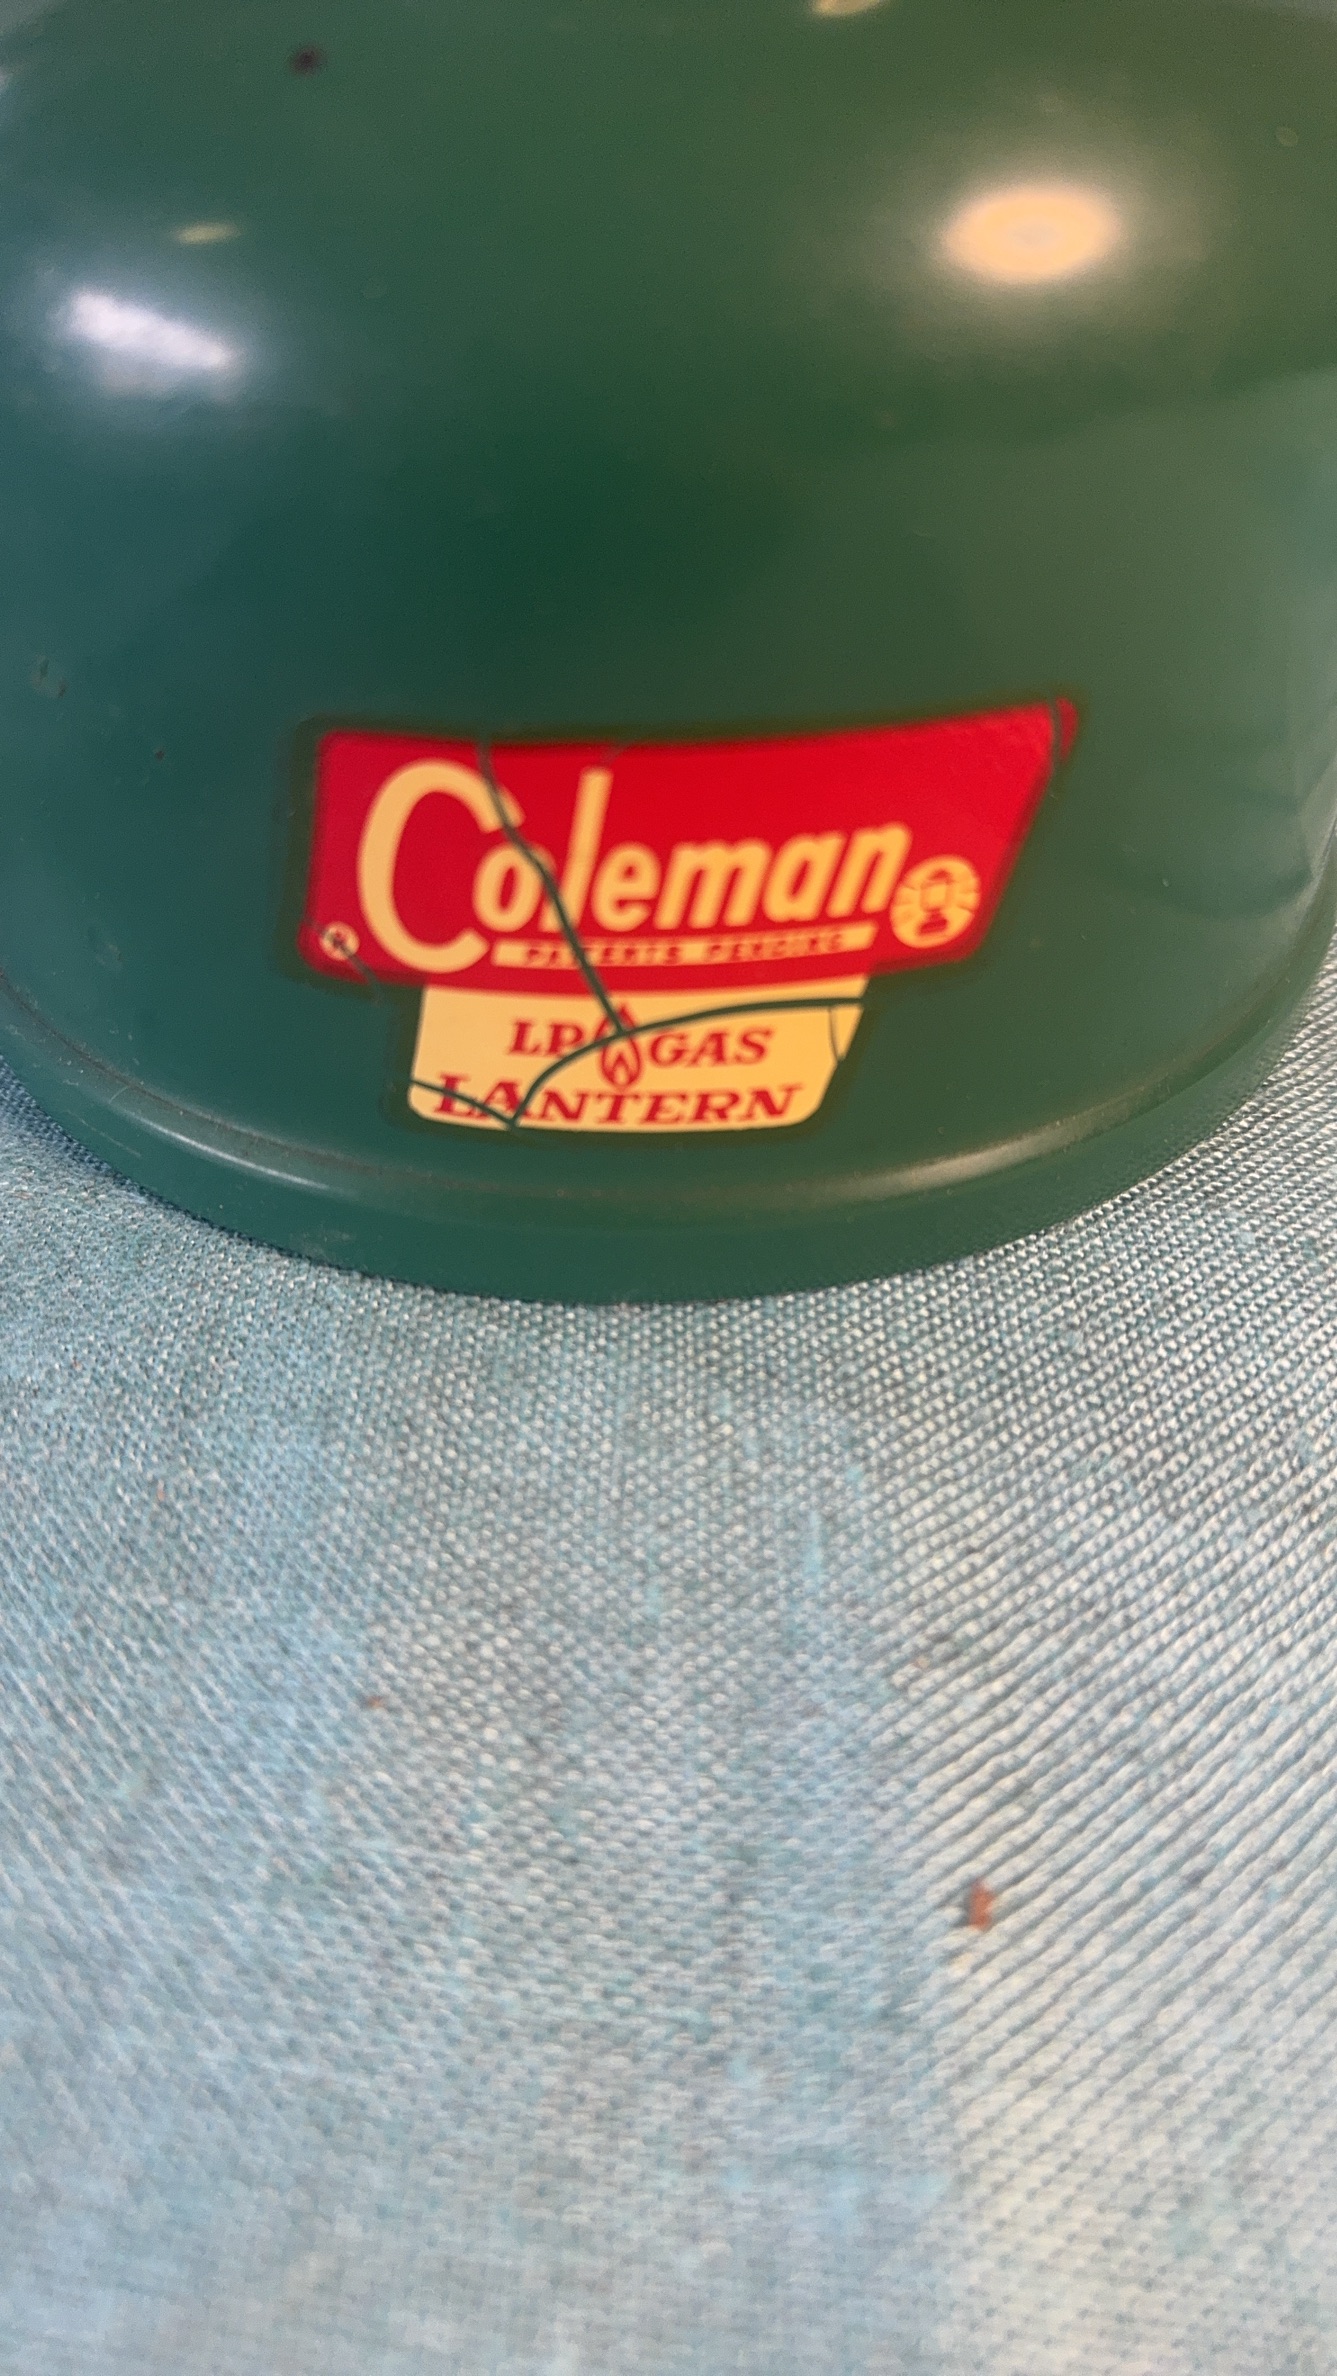 Coleman
®
PATENTS PENDING
LP GAS
LANTERN